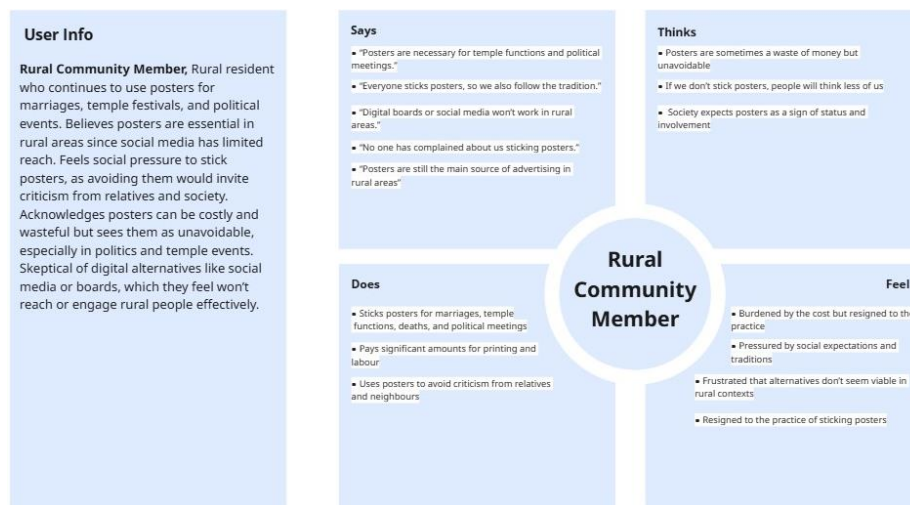 User Info
Rural Community Member, Rural resident
who continues to use posters for
marriages, temple festivals, and political
events. Believes posters are essential in
rural areas since social media has limited
reach. Feels social pressure to stick
posters, as avoiding them would invite
criticism from relatives and society.
Acknowledges posters can be costly and
wasteful but sees them as unavoidable,
especially in politics and temple events.
Skeptical of digital alternatives like social
media or boards, which they feel won't
reach or engage rural people effectively.
Says
▪ "Posters are necessary for temple functions and political
meetings."
▪ "Everyone sticks posters, so we also follow the tradition."
▪ "Digital boards or social media won't work in rural
areas."
▪ "No one has complained about us sticking posters."
▪ "Posters are still the main source of advertising in
rural areas"
Thinks
▪ Posters are sometimes a waste of money but
unavoidable
▪ If we don't stick posters, people will think less of us
▪ Society expects posters as a sign of status and
involvement
Rural
Community
Member
Does
▪ Sticks posters for marriages, temple
functions, deaths, and political meetings
▪ Pays significant amounts for printing and
labour
▪ Uses posters to avoid criticism from relatives
and neighbours
Feel
▪ Burdened by the cost but resigned to the
practice
▪ Pressured by social expectations and
traditions
▪ Frustrated that alternatives don't seem viable in
rural contexts
▪ Resigned to the practice of sticking posters